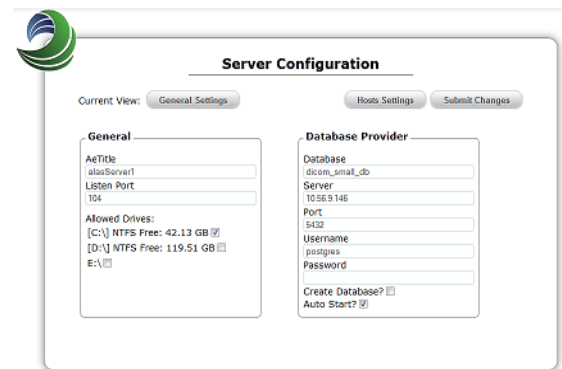 Server Configuration
Current View: General Settings Hosts Settings Submit Changes
General
AeTitle
alasServer1
Listen Port
104
Allowed Drives:
[C:\] NTFS Free: 42.13 GB
[D:\] NTFS Free: 119.51 GB
E:\
Database Provider
Database
dicom_small_db
Server
10.56.9.146
Port
5432
Username
postgres
Password
Create Database?
Auto Start?